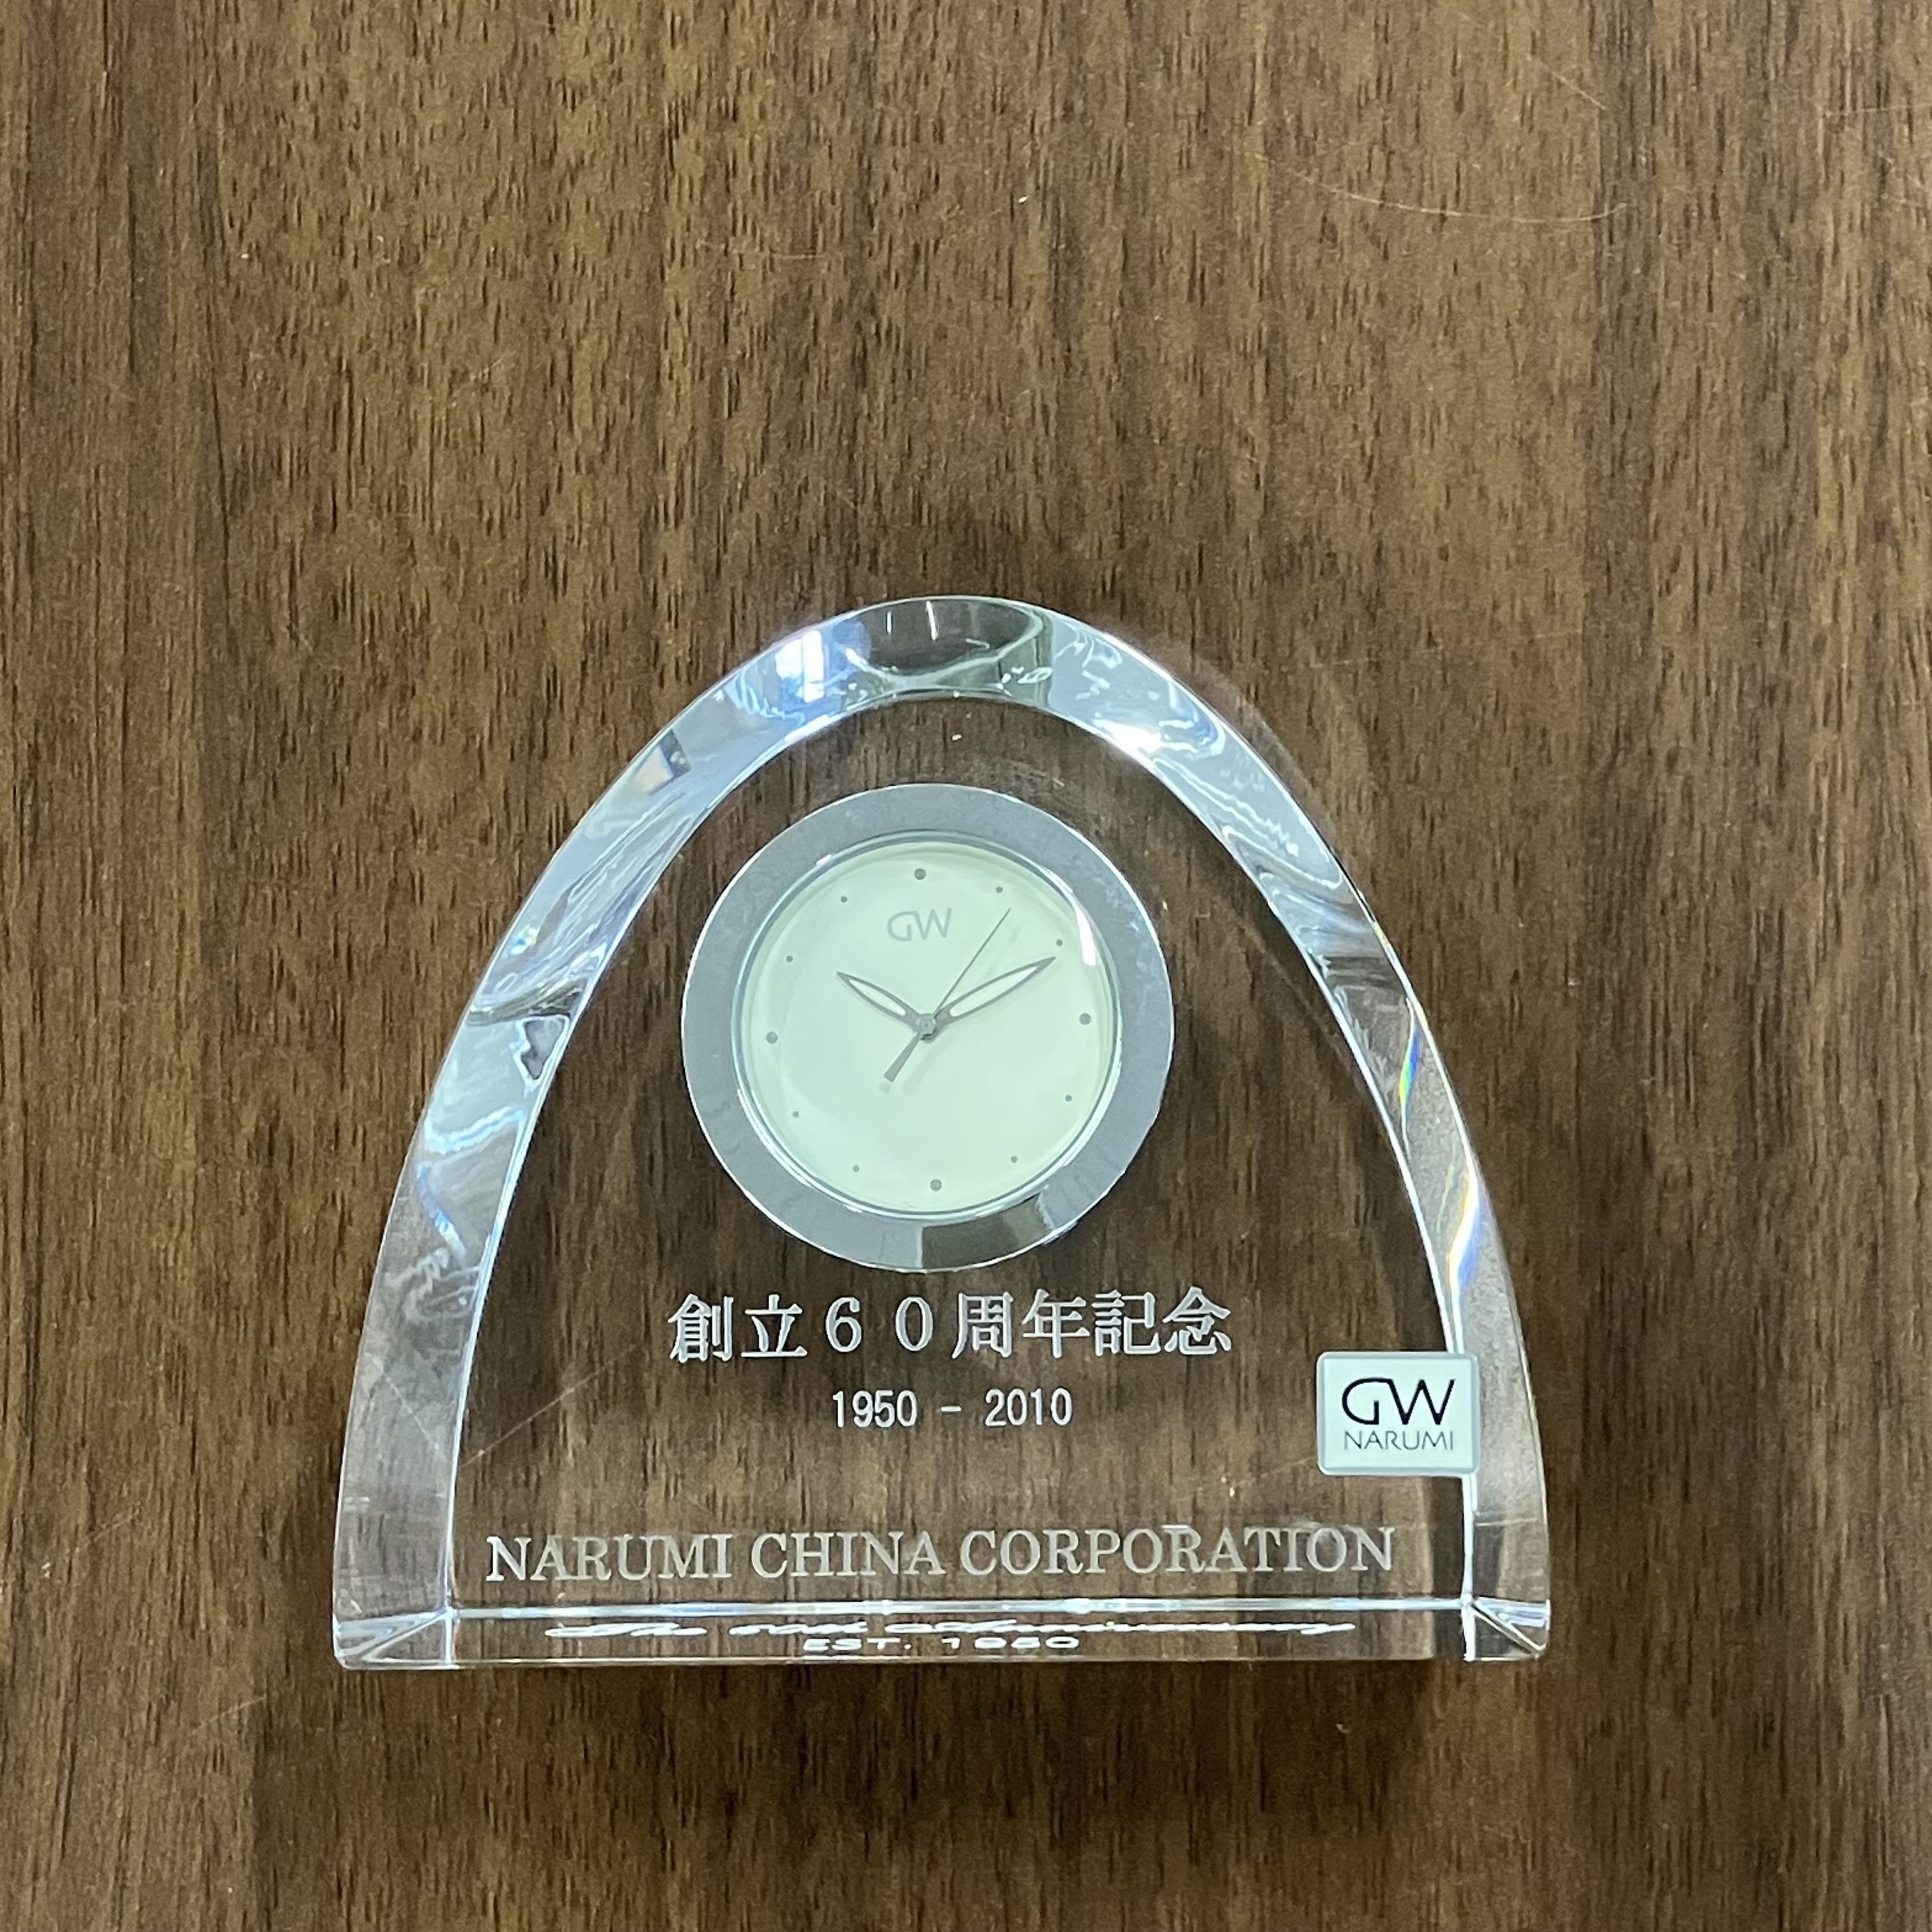 GW
創立６０周年記念
1950 - 2010
GW
NARUMI
NARUMI CHINA CORPORATION
EST. 1950